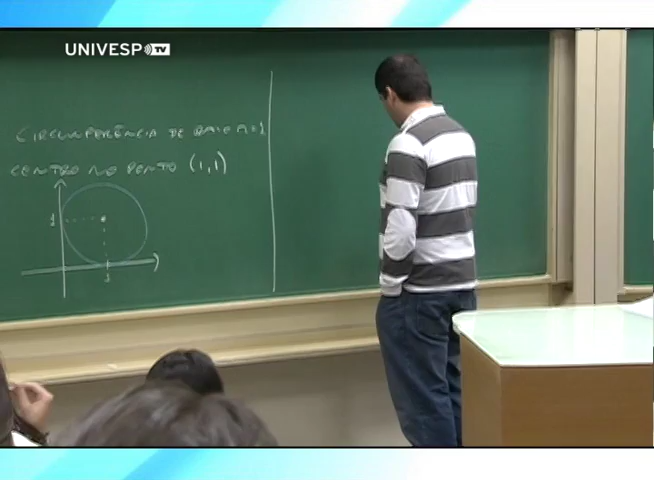 UNIVESP TV
CIRCUNFERÊNCIA DE RAIO r=1
CENTRO NO PONTO (1,1)
1
1